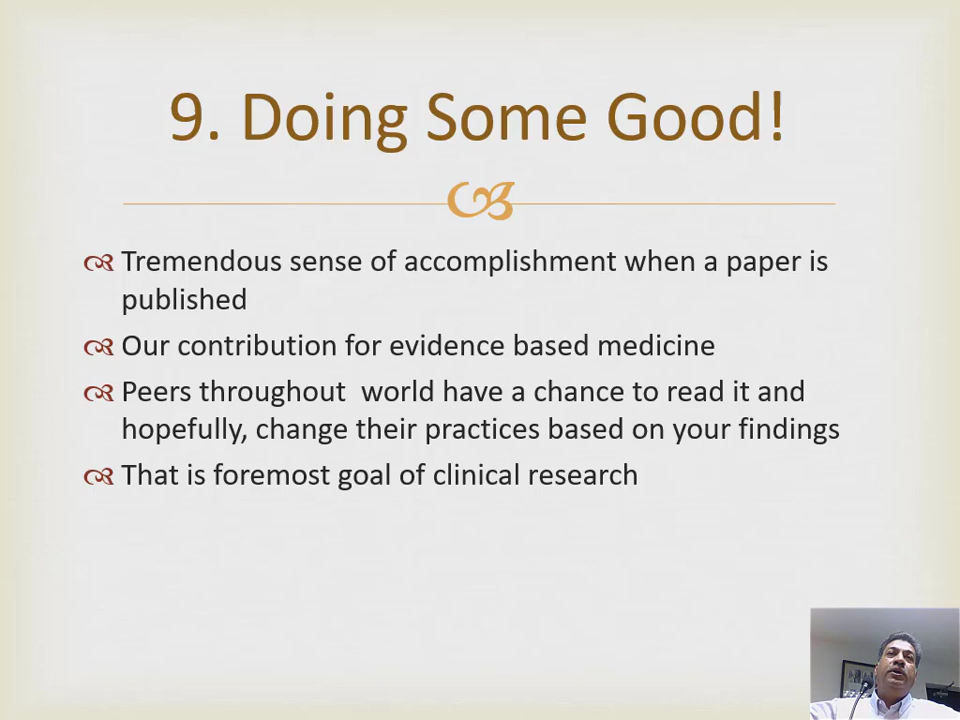 9. Doing Some Good!
Tremendous sense of accomplishment when a paper is
published
Our contribution for evidence based medicine
Peers throughout  world have a chance to read it and
hopefully, change their practices based on your findings
That is foremost goal of clinical research